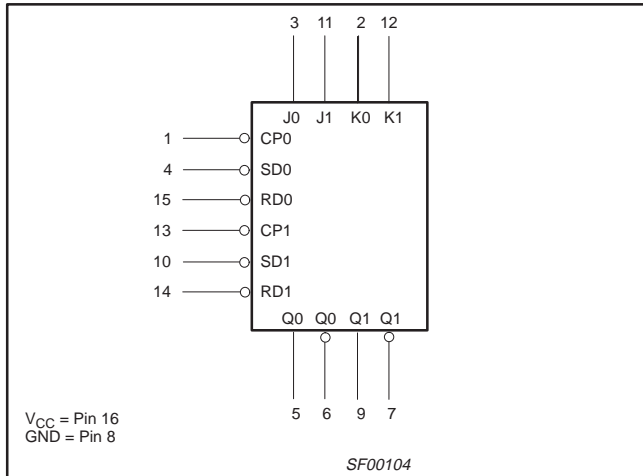 3 11 2 12
J0 J1 K0 K1
1 CP0
4 SD0
15 RD0
13 CP1
10 SD1
14 RD1
Q0 Q0 Q1 Q1
5 6 9 7
VCC = Pin 16
GND = Pin 8
SF00104